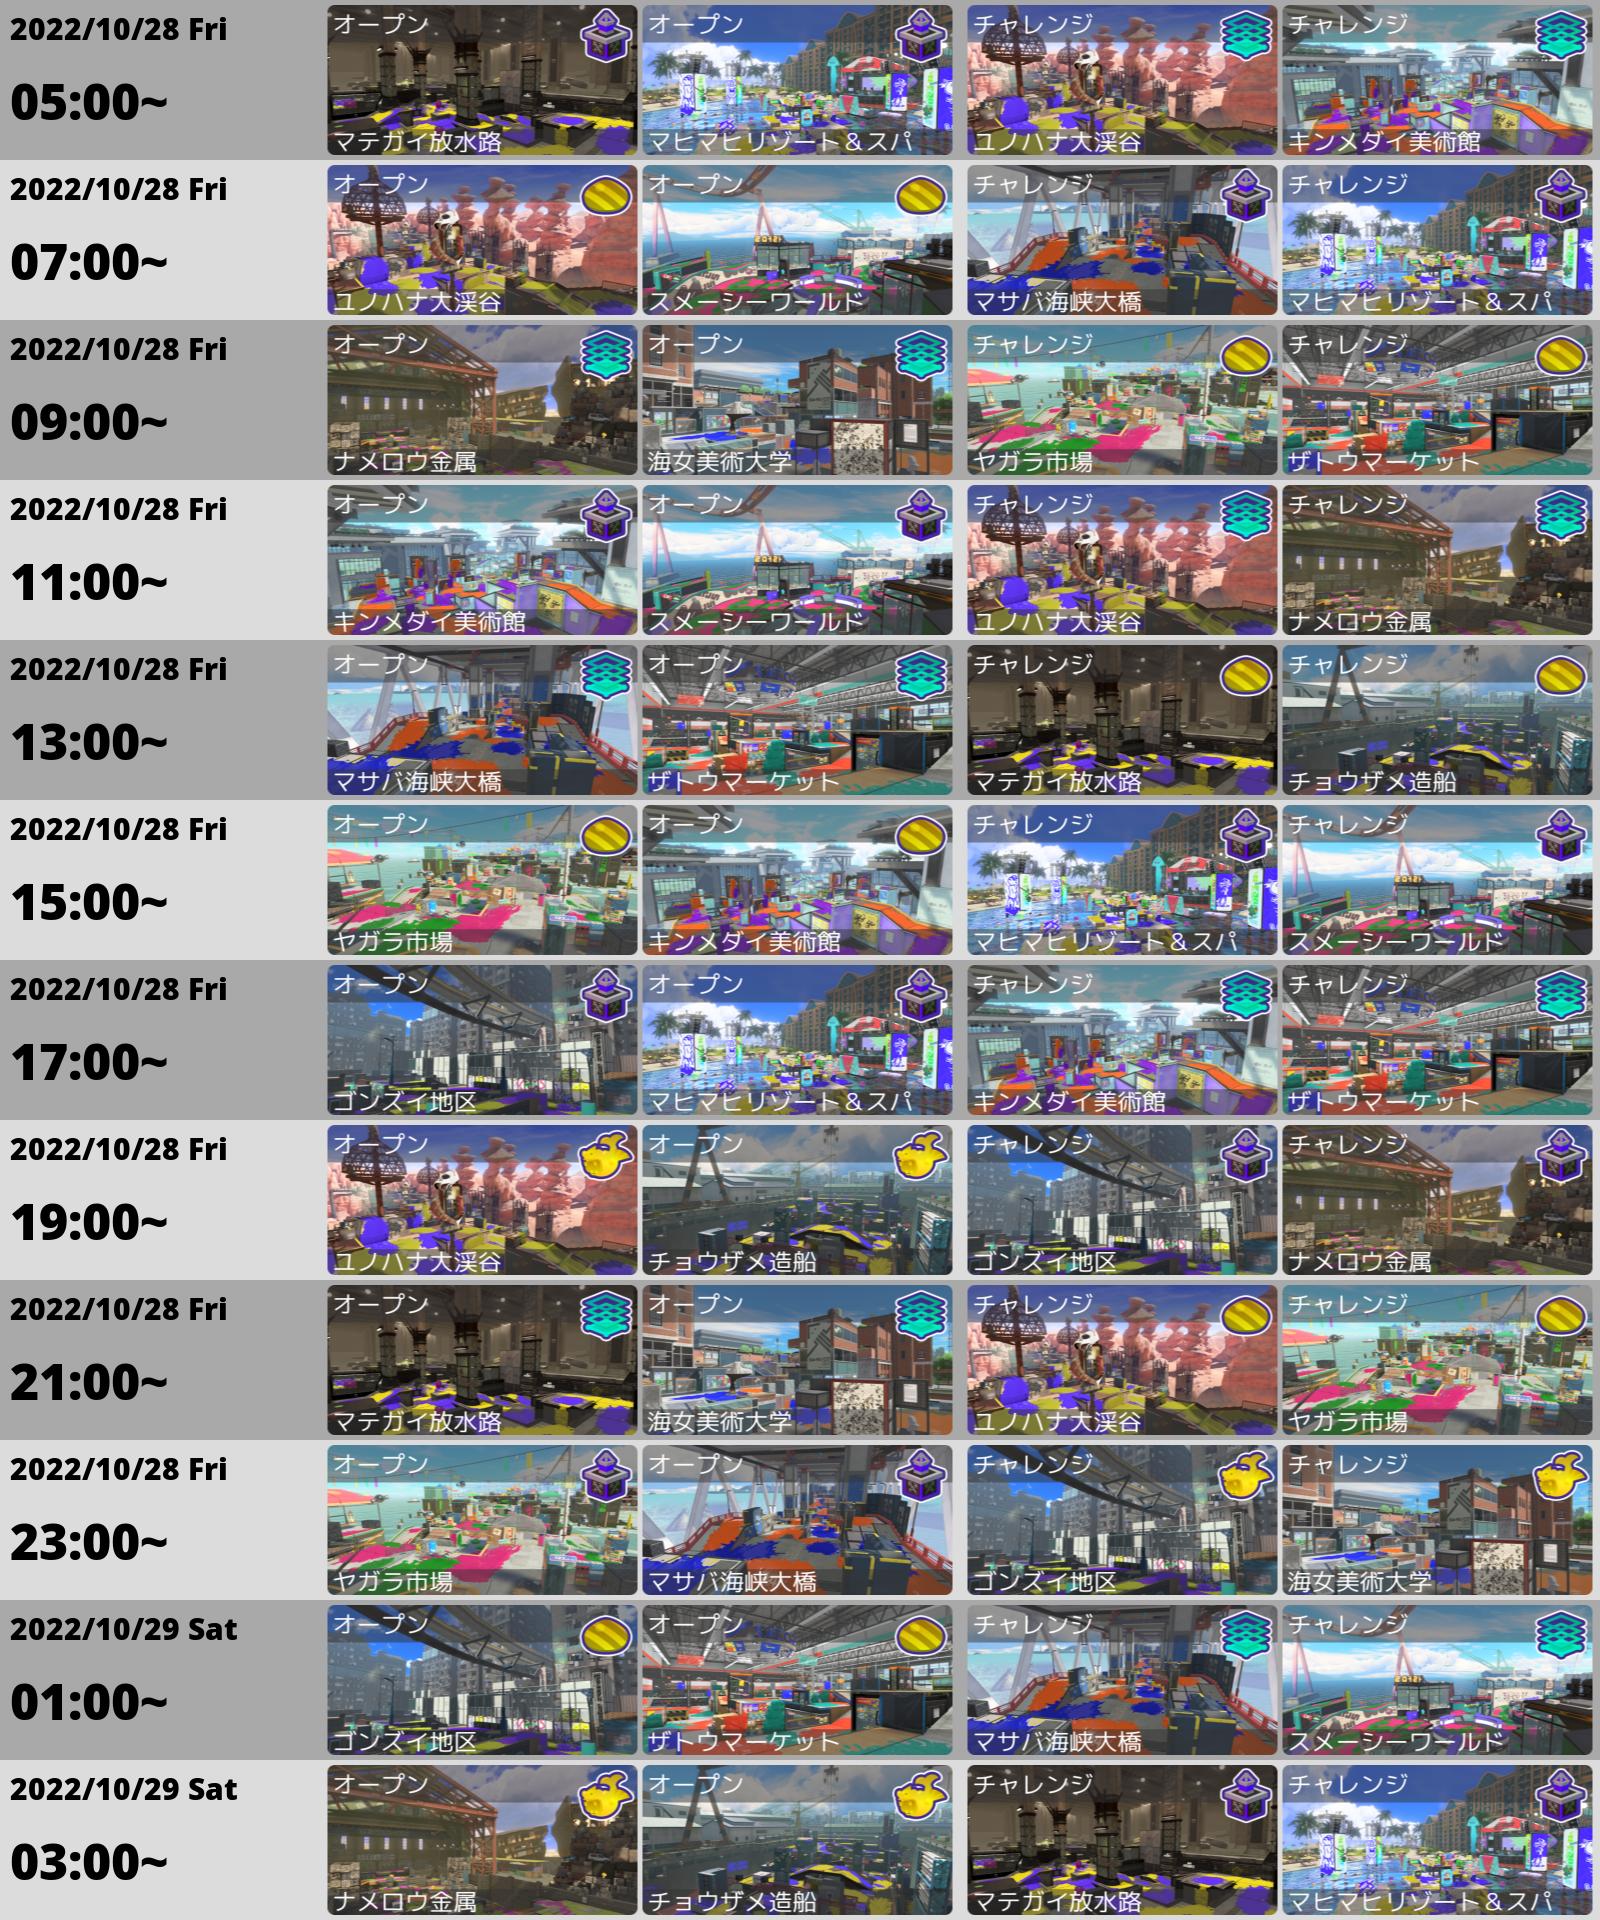 2022/10/28 Fri
05:00~
オープン
マテガイ放水路
オープン
マヒマヒリゾート＆スパ
チャレンジ
ユノハナ大渓谷
チャレンジ
キンメダイ美術館
2022/10/28 Fri
07:00~
オープン
ユノハナ大渓谷
オープン
スメーシーワールド
チャレンジ
マサバ海峡大橋
チャレンジ
マヒマヒリゾート＆スパ
2022/10/28 Fri
09:00~
オープン
ナメロウ金属
オープン
海女美術大学
チャレンジ
ヤガラ市場
チャレンジ
ザトウマーケット
2022/10/28 Fri
11:00~
オープン
キンメダイ美術館
オープン
スメーシーワールド
チャレンジ
ユノハナ大渓谷
チャレンジ
ナメロウ金属
2022/10/28 Fri
13:00~
オープン
マサバ海峡大橋
オープン
ザトウマーケット
チャレンジ
マテガイ放水路
チャレンジ
チョウザメ造船
2022/10/28 Fri
15:00~
オープン
ヤガラ市場
オープン
キンメダイ美術館
チャレンジ
マヒマヒリゾート＆スパ
チャレンジ
スメーシーワールド
2022/10/28 Fri
17:00~
オープン
ゴンズイ地区
オープン
マヒマヒリゾート＆スパ
チャレンジ
キンメダイ美術館
チャレンジ
ザトウマーケット
2022/10/28 Fri
19:00~
オープン
ユノハナ大渓谷
オープン
チョウザメ造船
チャレンジ
ゴンズイ地区
チャレンジ
ナメロウ金属
2022/10/28 Fri
21:00~
オープン
マテガイ放水路
オープン
海女美術大学
チャレンジ
ユノハナ大渓谷
チャレンジ
ヤガラ市場
2022/10/28 Fri
23:00~
オープン
ヤガラ市場
オープン
マサバ海峡大橋
チャレンジ
ゴンズイ地区
チャレンジ
海女美術大学
2022/10/29 Sat
01:00~
オープン
ゴンズイ地区
オープン
ザトウマーケット
チャレンジ
マサバ海峡大橋
チャレンジ
スメーシーワールド
2022/10/29 Sat
03:00~
オープン
ナメロウ金属
オープン
チョウザメ造船
チャレンジ
マテガイ放水路
チャレンジ
マヒマヒリゾート＆スパ